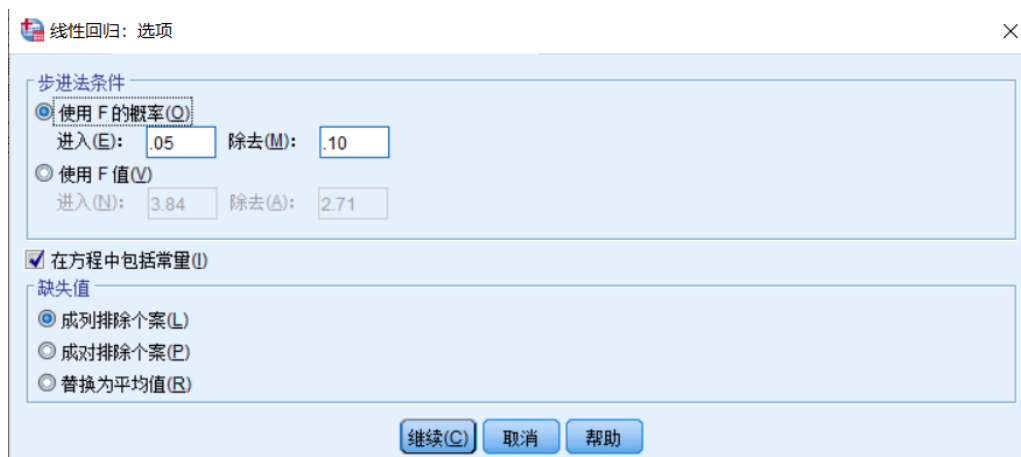 线性回归：选项
步进法条件
使用 F 的概率(O)
进入(E)： .05 除去(M)： .10
使用 F 值(V)
进入(N)： 3.84 除去(A)： 2.71
在方程中包括常量(I)
缺失值
成列排除个案(L)
成对排除个案(P)
替换为平均值(R)
继续(C) 取消 帮助